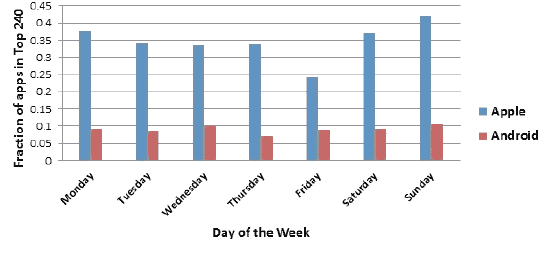 Fraction of apps in Top 240
0.45
0.4
0.35
0.3
0.25
0.2
0.15
0.1
0.05
0
Monday
Tuesday
Wednesday
Thursday
Friday
Saturday
Sunday
Day of the Week
Apple
Android